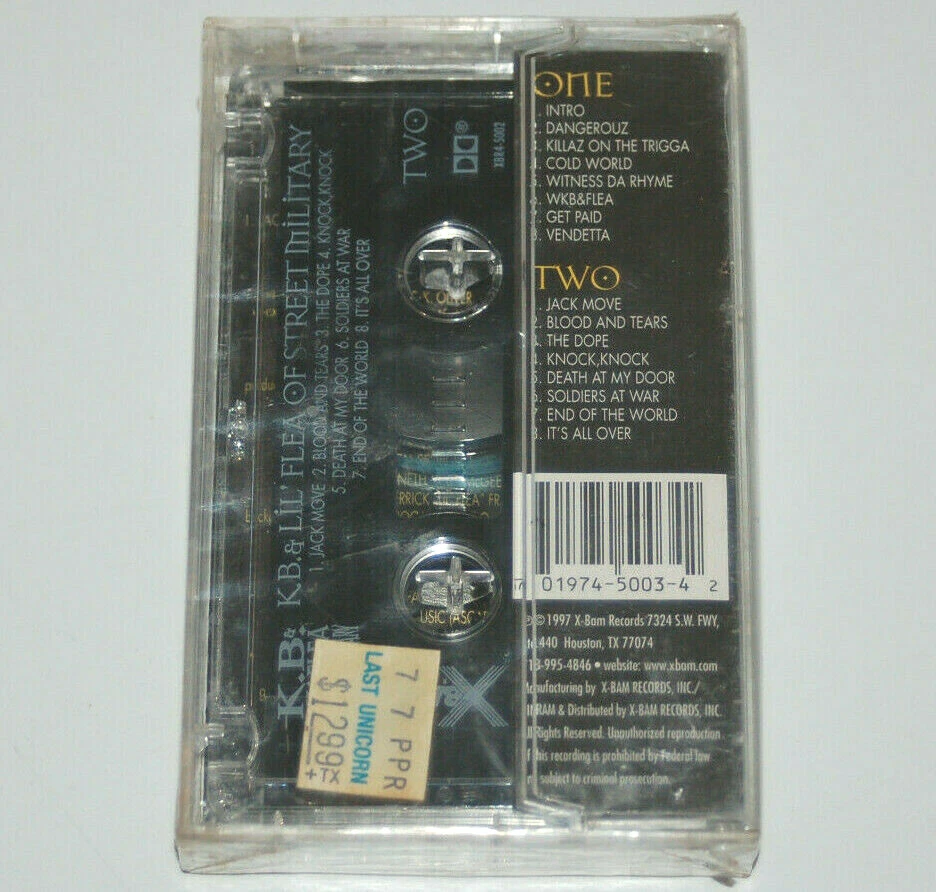 ONE
INTRO
2. DANGEROUZ
3. KILLAZ ON THE TRIGGA
4. COLD WORLD
5. WITNESS DA RHYME
6. WKB&FLEA
7. GET PAID
8. VENDETTA
TWO
1. JACK MOVE
2. BLOOD AND TEARS
3. THE DOPE
4. KNOCK,KNOCK
5. DEATH AT MY DOOR
6. SOLDIERS AT WAR
7. END OF THE WORLD
8. IT'S ALL OVER
01974-5003-4 2
℗© 1997 X-Bam Records 7324 S.W. FWY,
440 Houston, TX 77074
995-4846 • website: www.xbam.com
X-BAM RECORDS, INC./
& Distributed by X-BAM RECORDS, INC
Rights Reserved. Unauthorized reproduction
this recording is prohibited by Federal law
subject to criminal prosecution.
K.B.&
K.B.& LiL' FLEA OF STREET MILITARY
1. JACK MOVE 2. BLOOD AND TEARS 3. THE DOPE 4. KNOCK,KNOCK
5. DEATH AT MY DOOR 6. SOLDIERS AT WAR
7. END OF THE WORLD 8. IT'S ALL OVER
TWO
XBR4-5002
7 7 PPR
LAST UNICORN
$1299
+TX